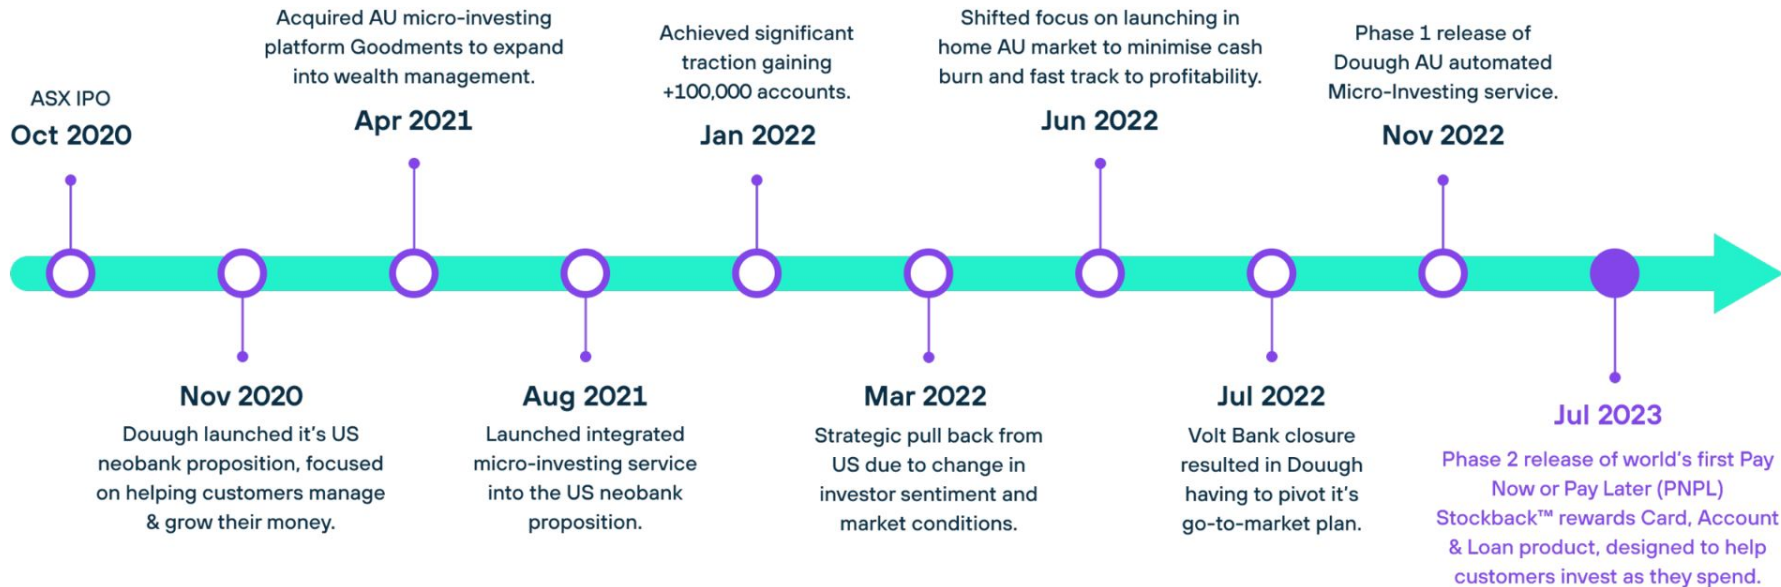 ASX IPO
Oct 2020
Nov 2020
Douugh launched it's US
neobank proposition, focused
on helping customers manage
& grow their money.
Acquired AU micro-investing
platform Goodments to expand
into wealth management.
Apr 2021
Aug 2021
Launched integrated
micro-investing service
into the US neobank
proposition.
Achieved significant
traction gaining
+100,000 accounts.
Jan 2022
Mar 2022
Strategic pull back from
US due to change in
investor sentiment and
market conditions.
Shifted focus on launching in
home AU market to minimise cash
burn and fast track to profitability.
Jun 2022
Jul 2022
Volt Bank closure
resulted in Douugh
having to pivot it's
go-to-market plan.
Phase 1 release of
Douugh AU automated
Micro-Investing service.
Nov 2022
Jul 2023
Phase 2 release of world's first Pay
Now or Pay Later (PNPL)
Stockback™ rewards Card, Account
& Loan product, designed to help
customers invest as they spend.